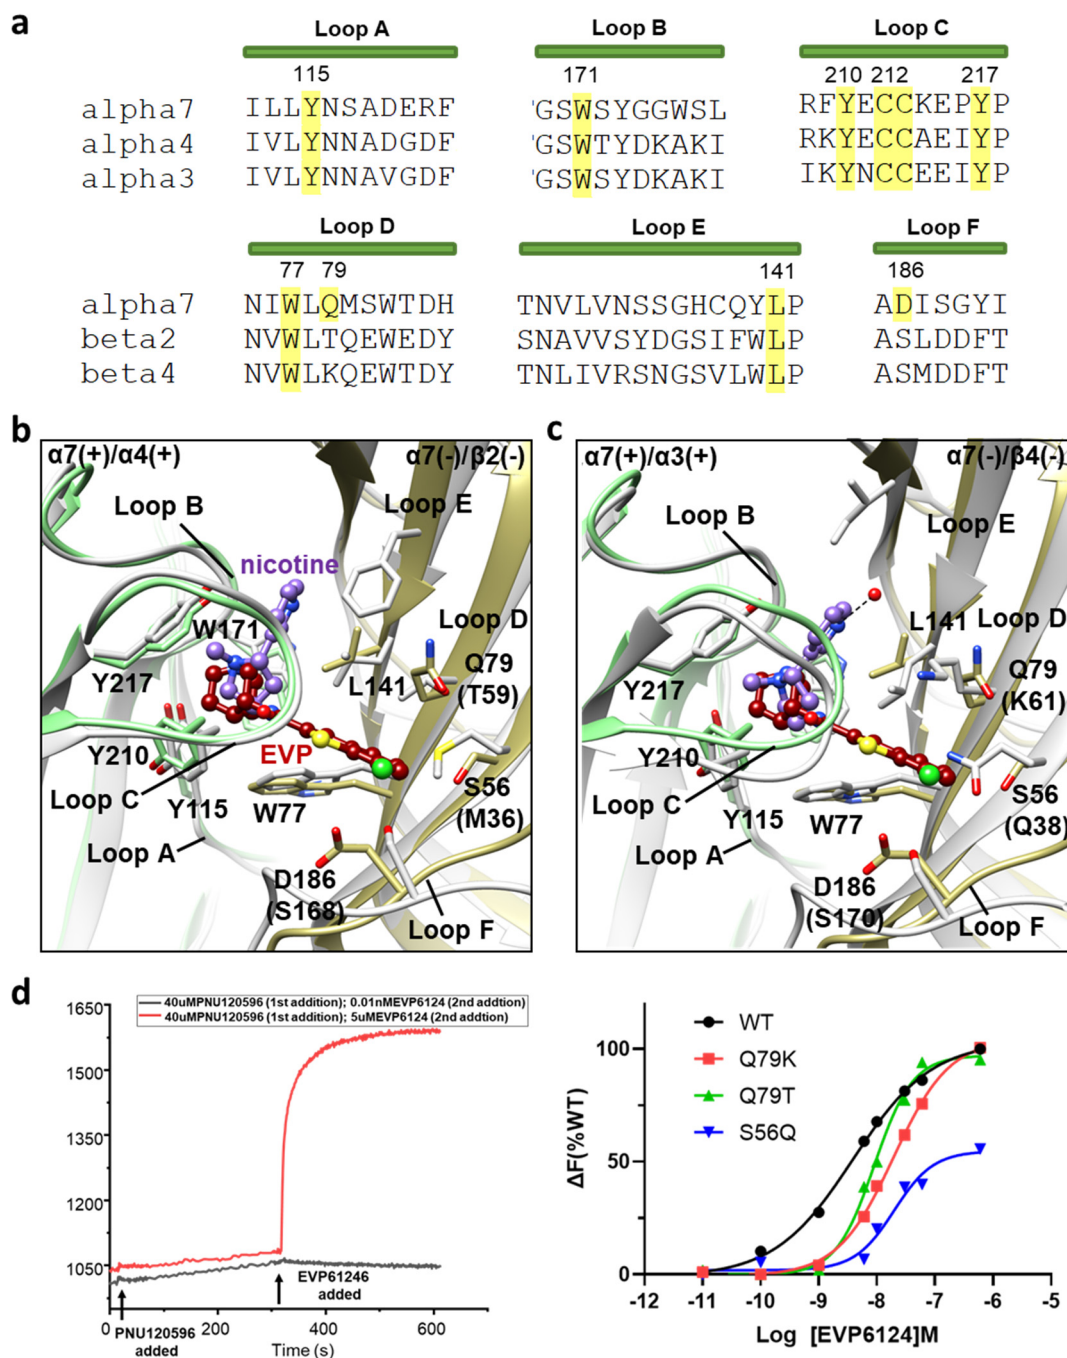 a
Loop A Loop B Loop C
115 171 210 212 217
alpha7 ILLYNSADERF GSWSYGGWSL RFYECCKEPYP
alpha4 IVLYNNADGDF GSWTYDKAKI RKYECCAEIYP
alpha3 IVLYNNAVGDF GSWSYDKAKI IKYNCCEEIYP
Loop D Loop E Loop F
77 79 141 186
alpha7 NIWLQMSWTDH TNVLVNSSGHCQYLP ADISGYI
beta2 NVWLTQEWEDY SNAVVSYDGSIFWLP ASLDDFT
beta4 NVWLKQEWTDY TNLIVRSNGSVLWLP ASMDDFT
b
α7(+)/α4(+) α7(-)/β2(-)
Loop B
Loop E
nicotine
W171
Loop D
Y217
L141
Q79
(T59)
Y210
EVP
Loop C
Y115
W77
S56
(M36)
Loop A
D186
(S168)
Loop F
c
α7(+)/α3(+) α7(-)/β4(-)
Loop B
Loop E
L141
Loop D
Y217
Q79
(K61)
Y210
Loop C
Y115
W77
S56
(Q38)
Loop A
D186
(S170)
Loop F
d
1650
1500
1350
1200
1050
40uMPNU120596 (1st addition); 0.01nMEVP6124 (2nd addtion)
40uMPNU120596 (1st addition); 5uMEVP6124 (2nd addtion)
EVP61246
added
PNU120596
added
0 200 400 600
Time (s)
WT
Q79K
Q79T
S56Q
100
50
0
ΔF(%WT)
-12 -11 -10 -9 -8 -7 -6 -5
Log [EVP6124]M